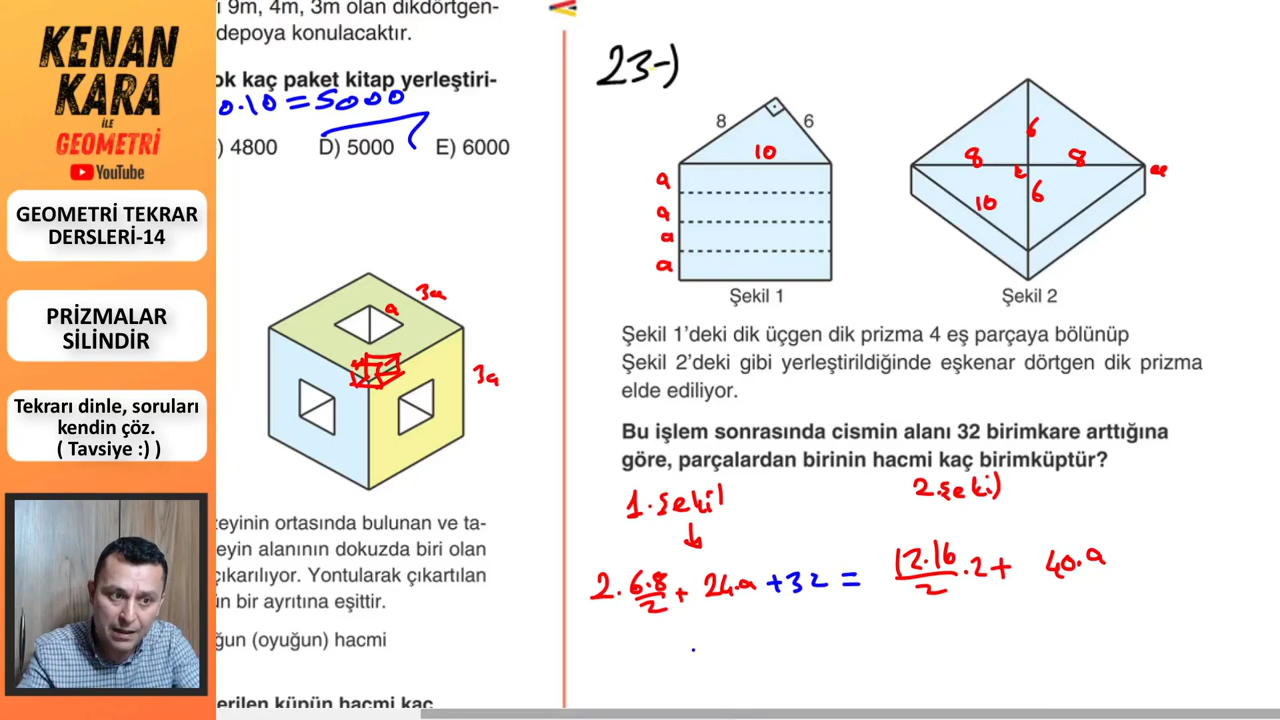 KENAN
KARA
İLE
GEOMETRİ
YouTube
GEOMETRİ TEKRAR
DERSLERİ-14
PRİZMALAR
SİLİNDİR
Tekrarı dinle, soruları
kendin çöz.
( Tavsiye :) )
ı 9m, 4m, 3m olan dikdörtgen-
depoya konulacaktır.
ok kaç paket kitap yerleştiri-
0.10 = 5000
) 4800 D) 5000 E) 6000
3a
a
3a
zeyinin ortasında bulunan ve ta-
eyin alanının dokuzda biri olan
çıkarılıyor. Yontularak çıkartılan
ün bir ayrıtına eşittir.
ğun (oyuğun) hacmi
erilen küpün hacmi kaç
23-)
8 6
10
a
a
a
a
Şekil 1
6
8 8
10 6
Şekil 2
Şekil 1'deki dik üçgen dik prizma 4 eş parçaya bölünüp
Şekil 2'deki gibi yerleştirildiğinde eşkenar dörtgen dik prizma
elde ediliyor.
Bu işlem sonrasında cismin alanı 32 birimkare arttığına
göre, parçalardan birinin hacmi kaç birimküptür?
1. Şekil
2. Şekil
2. 6.8/2 + 24.a + 32 = 12.16/2 .2 + 40.a